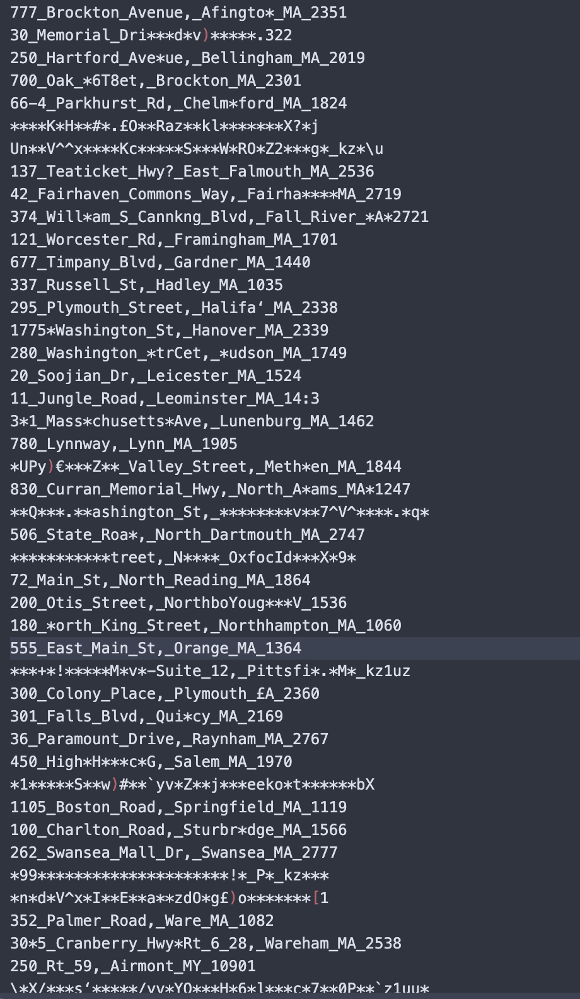 777_Brockton_Avenue,_Afingto*_MA_2351
30_Memorial_Dri***d*v)*****.322
250_Hartford_Ave*ue,_Bellingham_MA_2019
700_Oak_*6T8et,_Brockton_MA_2301
66-4_Parkhurst_Rd,_Chelm*ford_MA_1824
****K*H**#*.£O**Raz**kl*******X?*j
Un**V^^x****Kc*****S***W*RO*Z2***g*_kz*\u
137_Teaticket_Hwy?_East_Falmouth_MA_2536
42_Fairhaven_Commons_Way,_Fairha****MA_2719
374_Will*am_S_Cannkng_Blvd,_Fall_River_*A*2721
121_Worcester_Rd,_Framingham_MA_1701
677_Timpany_Blvd,_Gardner_MA_1440
337_Russell_St,_Hadley_MA_1035
295_Plymouth_Street,_Halifa‘_MA_2338
1775*Washington_St,_Hanover_MA_2339
280_Washington_*trCet,_*udson_MA_1749
20_Soojian_Dr,_Leicester_MA_1524
11_Jungle_Road,_Leominster_MA_14:3
3*1_Mass*chusetts*Ave,_Lunenburg_MA_1462
780_Lynnway,_Lynn_MA_1905
*UPy)€***Z**_Valley_Street,_Meth*en_MA_1844
830_Curran_Memorial_Hwy,_North_A*ams_MA*1247
**Q***.**ashington_St,_********v**7^V^****.*q*
506_State_Roa*,_North_Dartmouth_MA_2747
***********treet,_N****_OxfocId***X*9*
72_Main_St,_North_Reading_MA_1864
200_Otis_Street,_NorthboYoug***V_1536
180_*orth_King_Street,_Northhampton_MA_1060
555_East_Main_St,_Orange_MA_1364
***+*!*****M*v*-Suite_12,_Pittsfi*.*M*_kz1uz
300_Colony_Place,_Plymouth_£A_2360
301_Falls_Blvd,_Qui*cy_MA_2169
36_Paramount_Drive,_Raynham_MA_2767
450_High*H***c*G,_Salem_MA_1970
*1*****S**w)#**`yv*Z**j***eeko*t******bX
1105_Boston_Road,_Springfield_MA_1119
100_Charlton_Road,_Sturbr*dge_MA_1566
262_Swansea_Mall_Dr,_Swansea_MA_2777
*99*********************!*_P*_kz***
*n*d*V^x*I**E**a**zdO*g£)o*******[1
352_Palmer_Road,_Ware_MA_1082
30*5_Cranberry_Hwy*Rt_6_28,_Wareham_MA_2538
250_Rt_59,_Airmont_MY_10901
\*X/***s‘*****/vv*YO***H*6*l***c*7**0P**`z1uu*